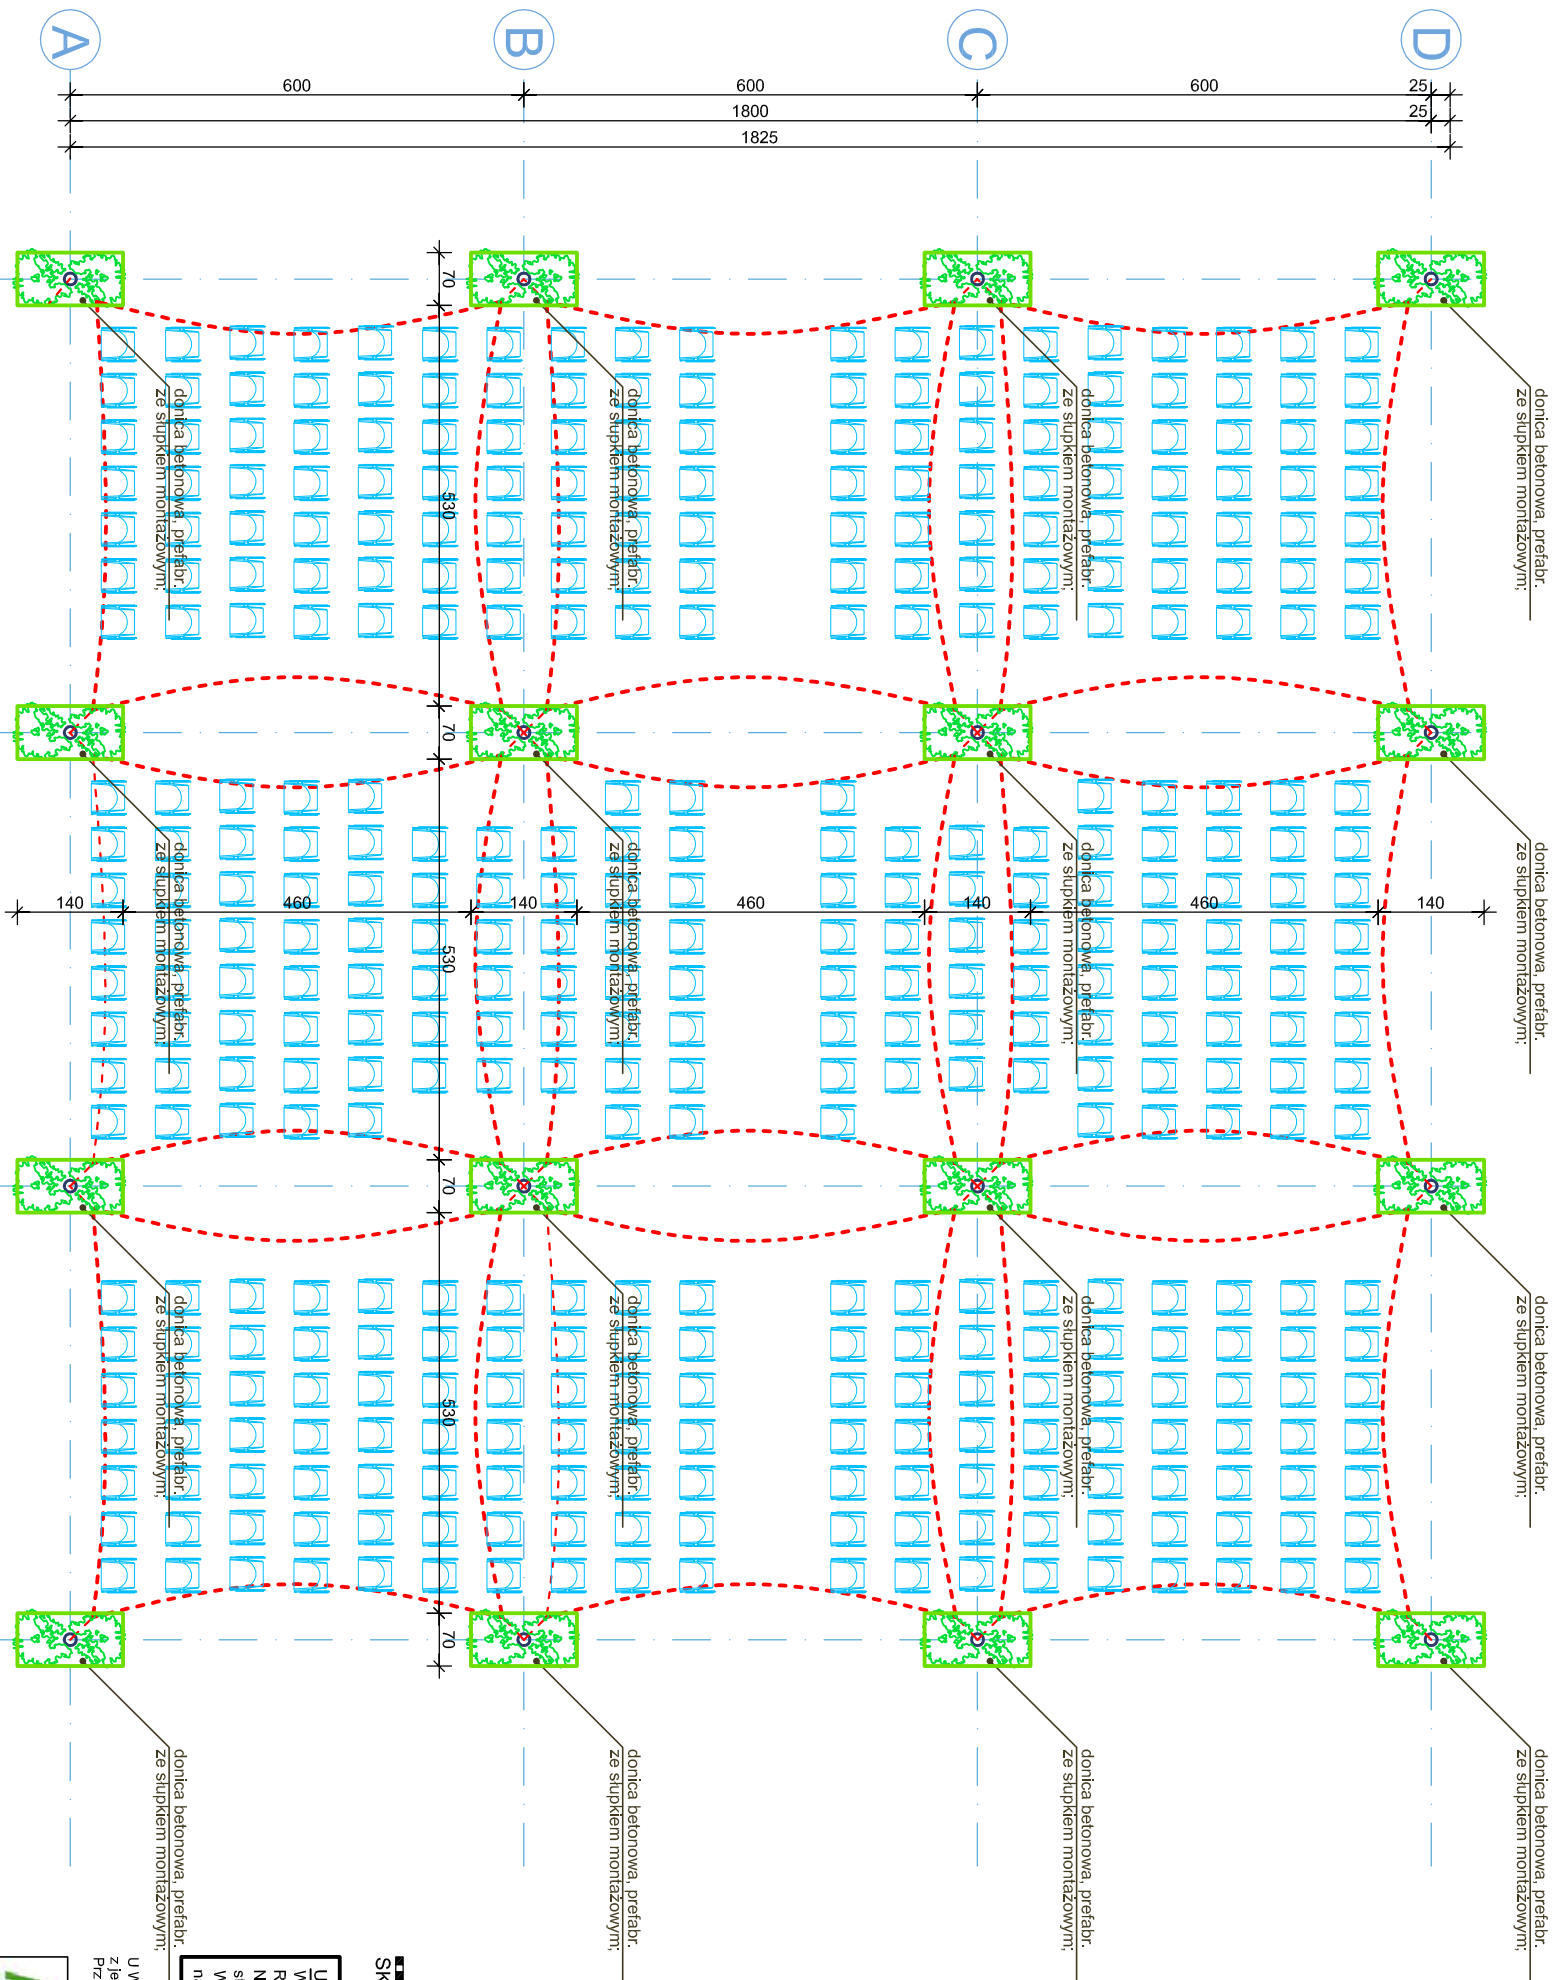 A
B
C
D
600
600
600
25
1800
25
1825
70
530
70
530
70
530
70
140
460
140
460
140
460
140
donica betonowa, prefabr.
ze słupkiem montażowym;
donica betonowa, prefabr.
ze słupkiem montażowym;
donica betonowa, prefabr.
ze słupkiem montażowym;
donica betonowa, prefabr.
ze słupkiem montażowym;
donica betonowa, prefabr.
ze słupkiem montażowym;
donica betonowa, prefabr.
ze słupkiem montażowym;
donica betonowa, prefabr.
ze słupkiem montażowym;
donica betonowa, prefabr.
ze słupkiem montażowym;
donica betonowa, prefabr.
ze słupkiem montażowym;
donica betonowa, prefabr.
ze słupkiem montażowym;
donica betonowa, prefabr.
ze słupkiem montażowym;
donica betonowa, prefabr.
ze słupkiem montażowym;
donica betonowa, prefabr.
ze słupkiem montażowym;
donica betonowa, prefabr.
ze słupkiem montażowym;
donica betonowa, prefabr.
ze słupkiem montażowym;
donica betonowa, prefabr.
ze słupkiem montażowym;